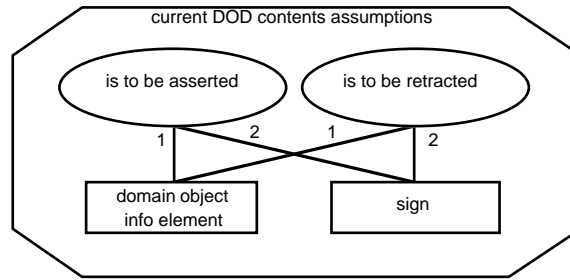 current DOD contents assumptions
is to be asserted
is to be retracted
1
2
1
2
domain object
info element
sign